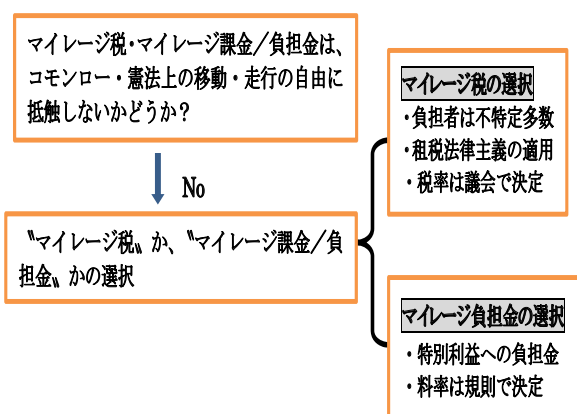 マイレージ税・マイレージ課金／負担金は、
コモンロー・憲法上の移動・走行の自由に
抵触しないかどうか？
No
〝マイレージ税〟か、〝マイレージ課金／負
担金〟かの選択
マイレージ税の選択
・負担者は不特定多数
・租税法律主義の適用
・税率は議会で決定
マイレージ負担金の選択
・特別利益への負担金
・料率は規則で決定